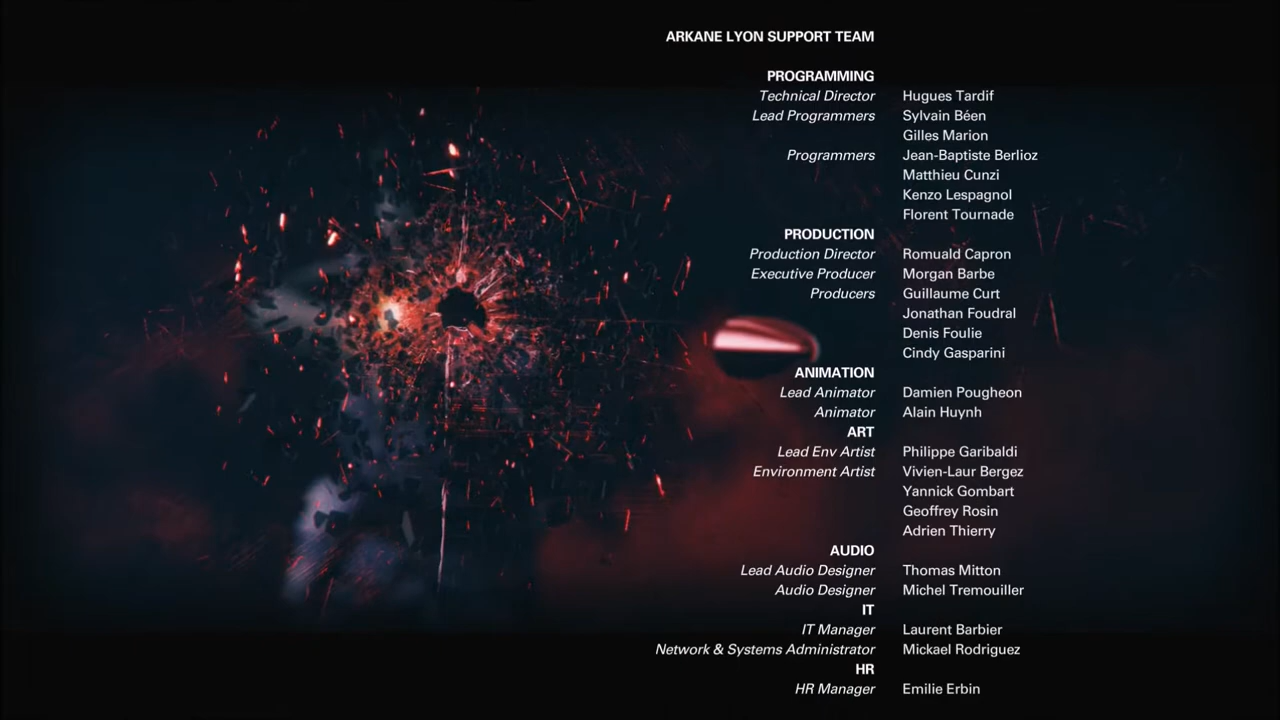 ARKANE LYON SUPPORT TEAM
PROGRAMMING
Technical Director Hugues Tardif
Lead Programmers Sylvain Béen
Gilles Marion
Programmers Jean-Baptiste Berlioz
Matthieu Cunzi
Kenzo Lespagnol
Florent Tournade
PRODUCTION
Production Director Romuald Capron
Executive Producer Morgan Barbe
Producers Guillaume Curt
Jonathan Foudral
Denis Foulie
Cindy Gasparini
ANIMATION
Lead Animator Damien Pougheon
Animator Alain Huynh
ART
Lead Env Artist Philippe Garibaldi
Environment Artist Vivien-Laur Bergez
Yannick Gombart
Geoffrey Rosin
Adrien Thierry
AUDIO
Lead Audio Designer Thomas Mitton
Audio Designer Michel Tremouiller
IT
IT Manager Laurent Barbier
Network & Systems Administrator Mickael Rodriguez
HR
HR Manager Emilie Erbin